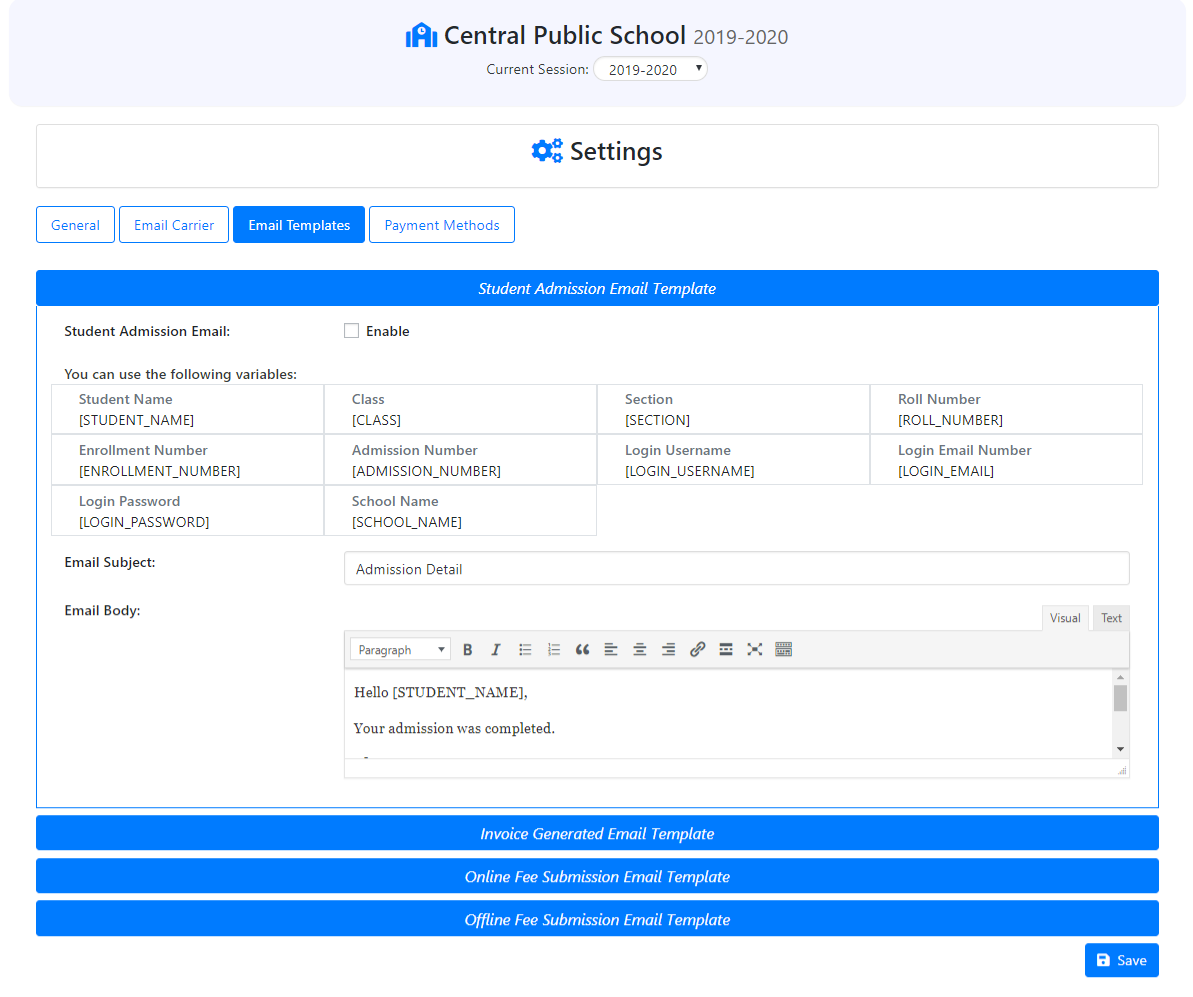 Central Public School 2019-2020
Current Session: 2019-2020
Settings
General Email Carrier Email Templates Payment Methods
Student Admission Email Template
Student Admission Email: Enable
You can use the following variables:
Student Name Class Section Roll Number
[STUDENT_NAME] [CLASS] [SECTION] [ROLL_NUMBER]
Enrollment Number Admission Number Login Username Login Email Number
[ENROLLMENT_NUMBER] [ADMISSION_NUMBER] [LOGIN_USERNAME] [LOGIN_EMAIL]
Login Password School Name
[LOGIN_PASSWORD] [SCHOOL_NAME]
Email Subject: Admission Detail
Email Body: Visual Text
Paragraph B I
Hello [STUDENT_NAME],
Your admission was completed.
Invoice Generated Email Template
Online Fee Submission Email Template
Offline Fee Submission Email Template
Save